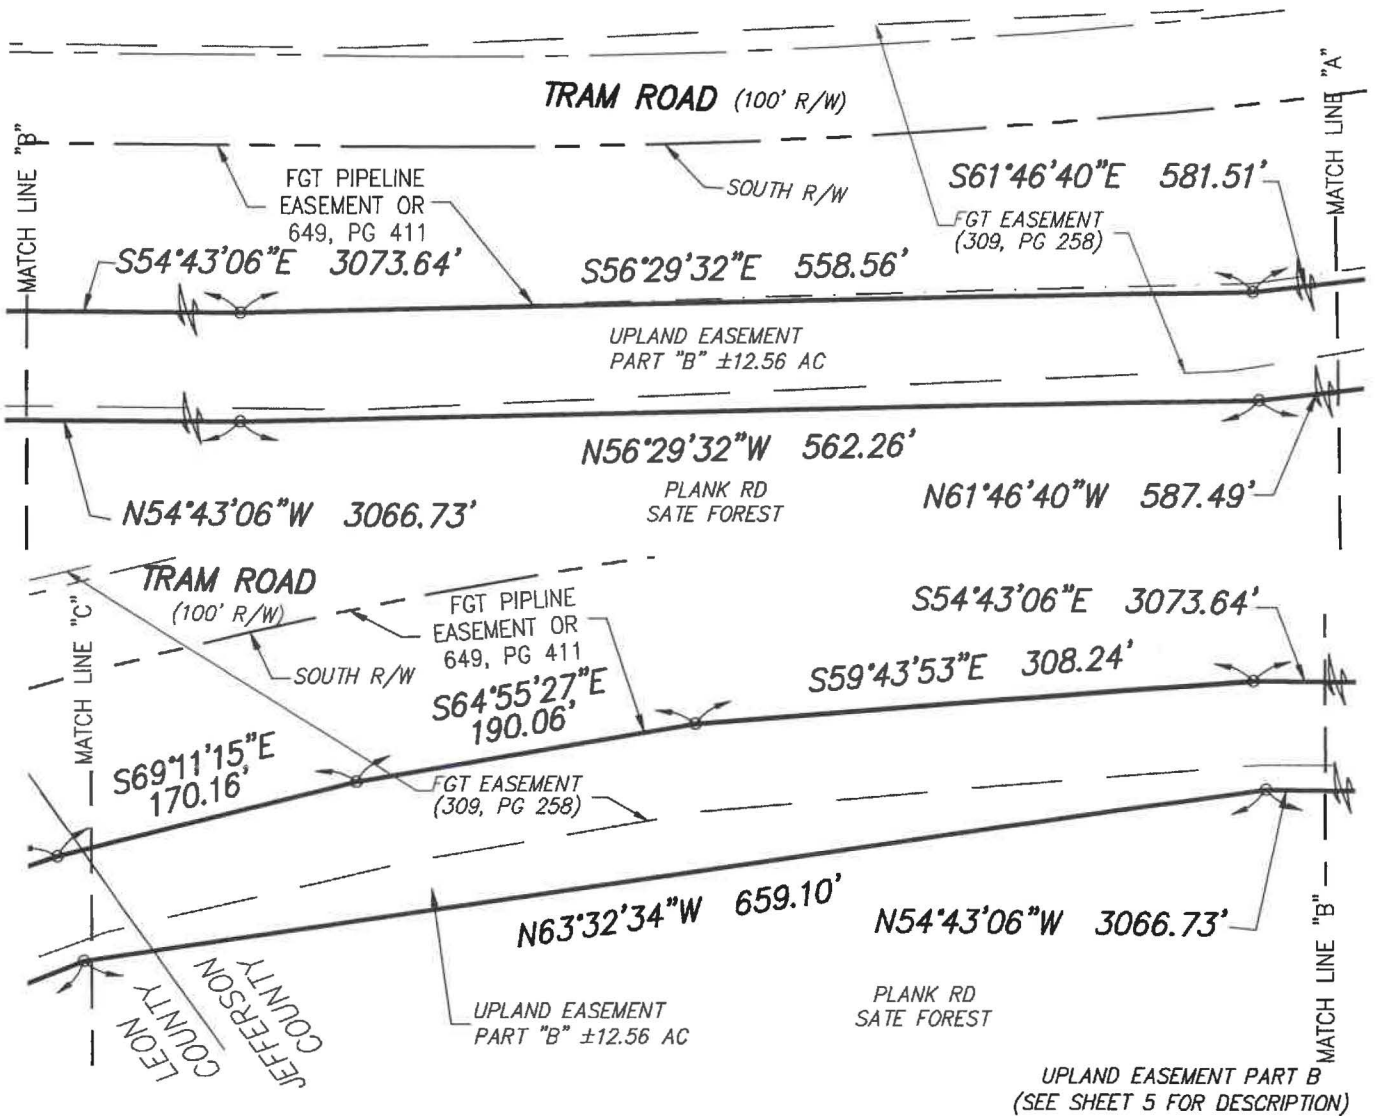 TRAM ROAD (100' R/W)
MATCH LINE "A"
MATCH LINE "B"
FGT PIPELINE
EASEMENT OR
649, PG 411
SOUTH R/W
S61°46'40"E 581.51'
FGT EASEMENT
(309, PG 258)
S54°43'06"E 3073.64'
S56°29'32"E 558.56'
UPLAND EASEMENT
PART "B" ±12.56 AC
N56°29'32"W 562.26'
N54°43'06"W 3066.73'
PLANK RD
SATE FOREST
N61°46'40"W 587.49'
TRAM ROAD
(100' R/W)
MATCH LINE "C"
FGT PIPLINE
EASEMENT OR
649, PG 411
SOUTH R/W
S54°43'06"E 3073.64'
S59°43'53"E 308.24'
S64°55'27"E
190.06'
S69°11'15"E
170.16'
FGT EASEMENT
(309, PG 258)
N63°32'34"W 659.10'
N54°43'06"W 3066.73'
LEON
COUNTY
JEFFERSON
COUNTY
UPLAND EASEMENT
PART "B" ±12.56 AC
PLANK RD
SATE FOREST
MATCH LINE "B"
UPLAND EASEMENT PART B
(SEE SHEET 5 FOR DESCRIPTION)